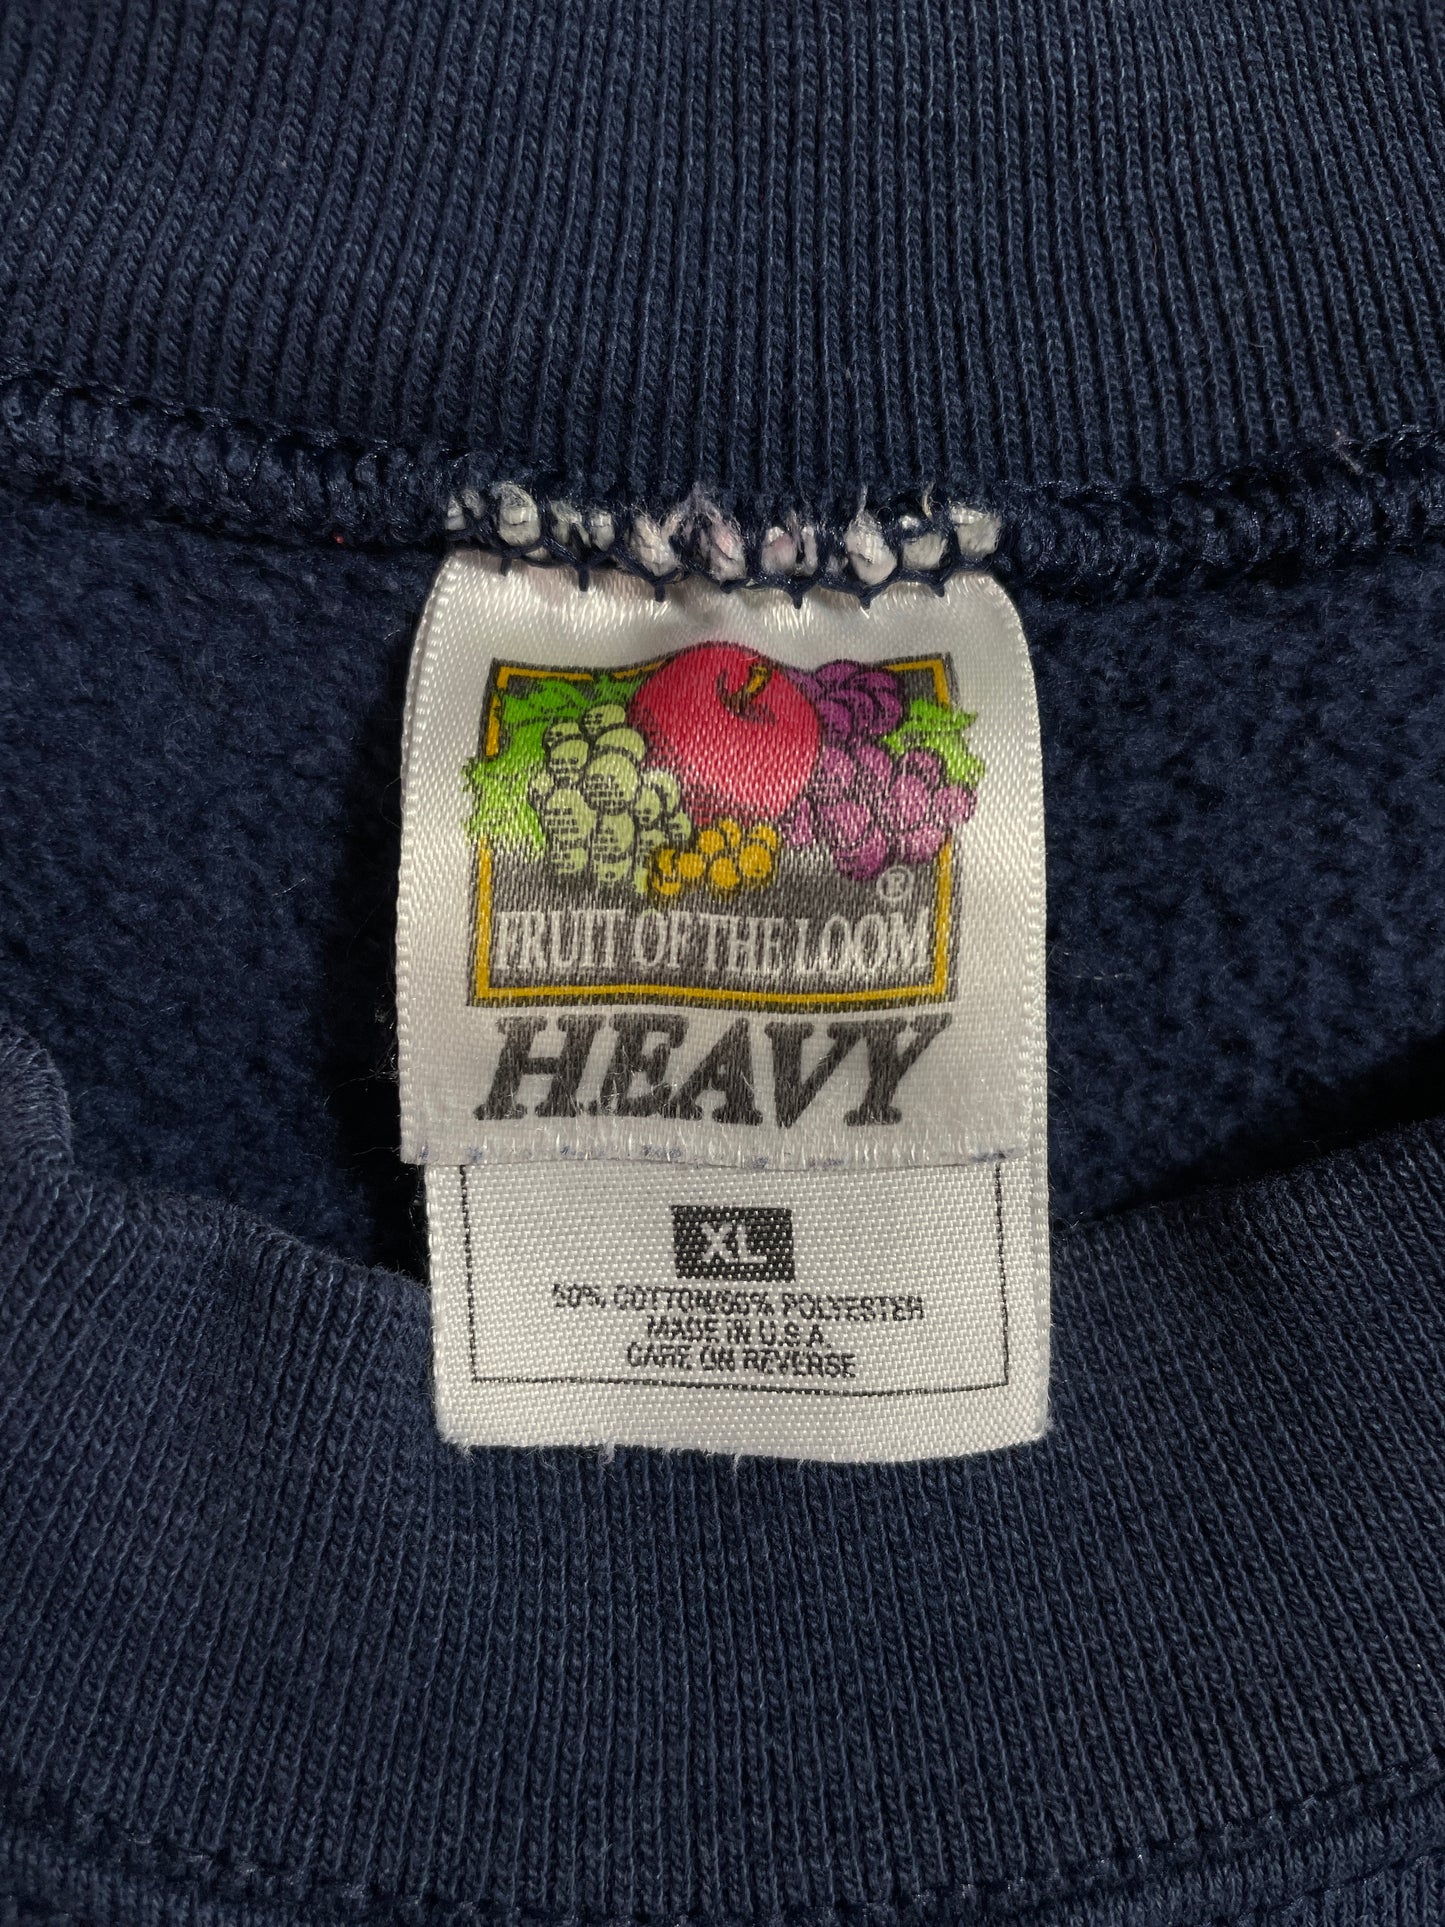 ®
FRUIT OF THE LOOM
HEAVY
XL
50% COTTON/50% POLYESTER
MADE IN U.S.A.
CARE ON REVERSE